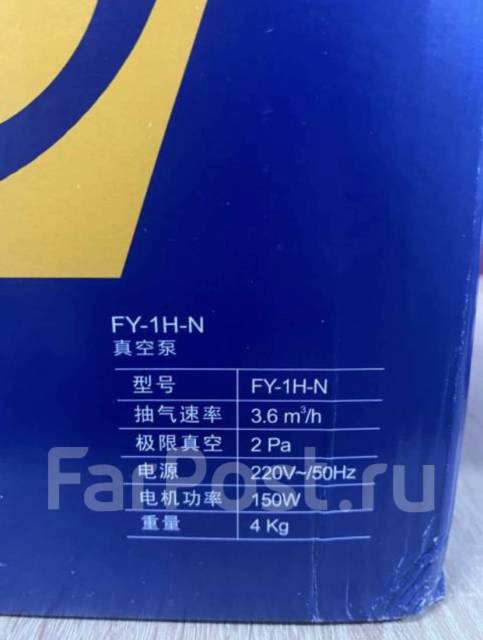 FY-1H-N
真空泵
型号 FY-1H-N
抽气速率 3.6 m³/h
极限真空 2 Pa
电源 220V~/50Hz
电机功率 150W
重量 4 Kg
FarPost.ru